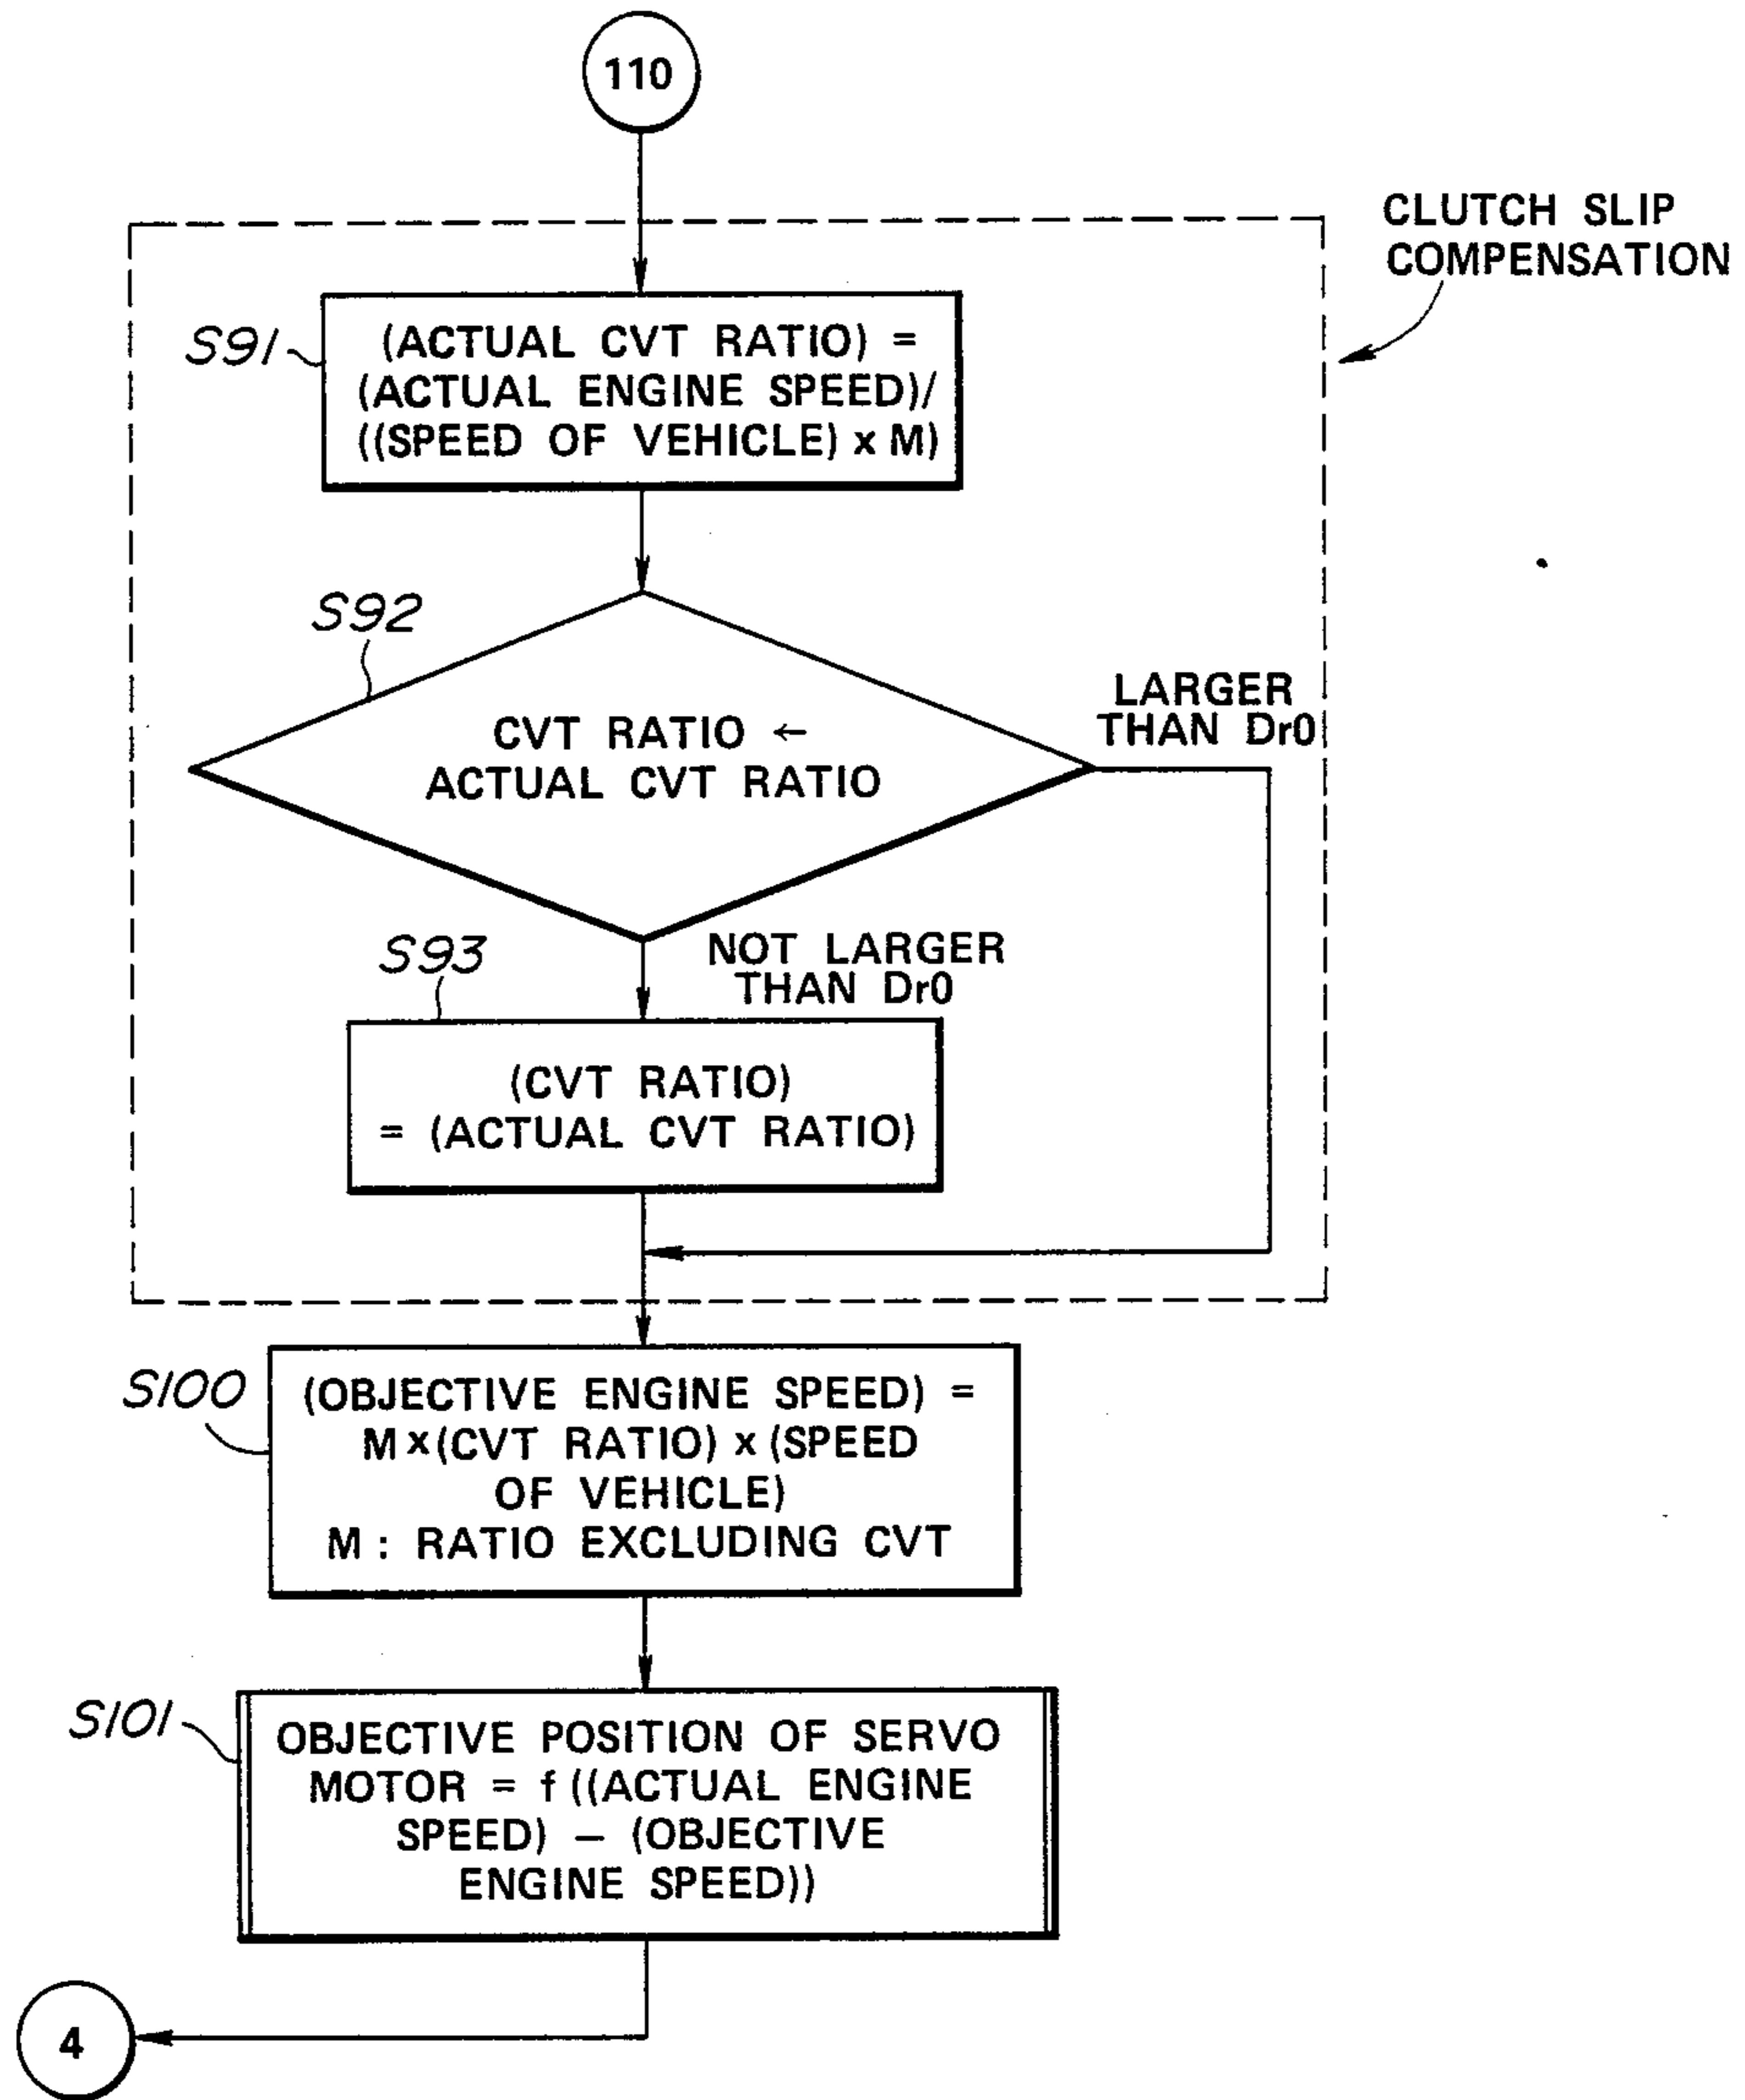 110
CLUTCH SLIP
COMPENSATION
S91
(ACTUAL CVT RATIO) =
(ACTUAL ENGINE SPEED)/
((SPEED OF VEHICLE) x M)
S92
CVT RATIO ←
ACTUAL CVT RATIO
LARGER
THAN Dr0
NOT LARGER
THAN Dr0
S93
(CVT RATIO)
= (ACTUAL CVT RATIO)
S100
(OBJECTIVE ENGINE SPEED) =
M x (CVT RATIO) x (SPEED
OF VEHICLE)
M : RATIO EXCLUDING CVT
S101
OBJECTIVE POSITION OF SERVO
MOTOR = f ((ACTUAL ENGINE
SPEED) – (OBJECTIVE
ENGINE SPEED))
4